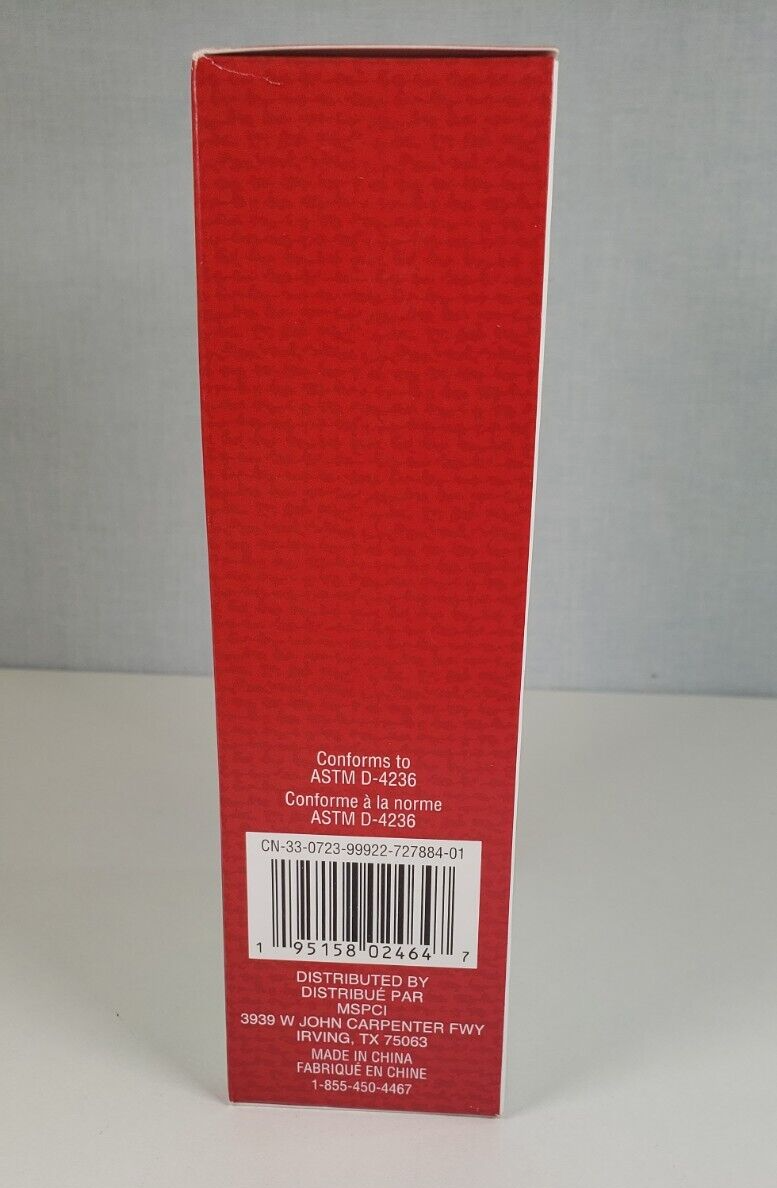 Conforms to
ASTM D-4236
Conforme à la norme
ASTM D-4236
CN-33-0723-99922-727884-01
1 95158 02464 7
DISTRIBUTED BY
DISTRIBUÉ PAR
MSPCI
3939 W JOHN CARPENTER FWY
IRVING, TX 75063
MADE IN CHINA
FABRIQUÉ EN CHINE
1-855-450-4467